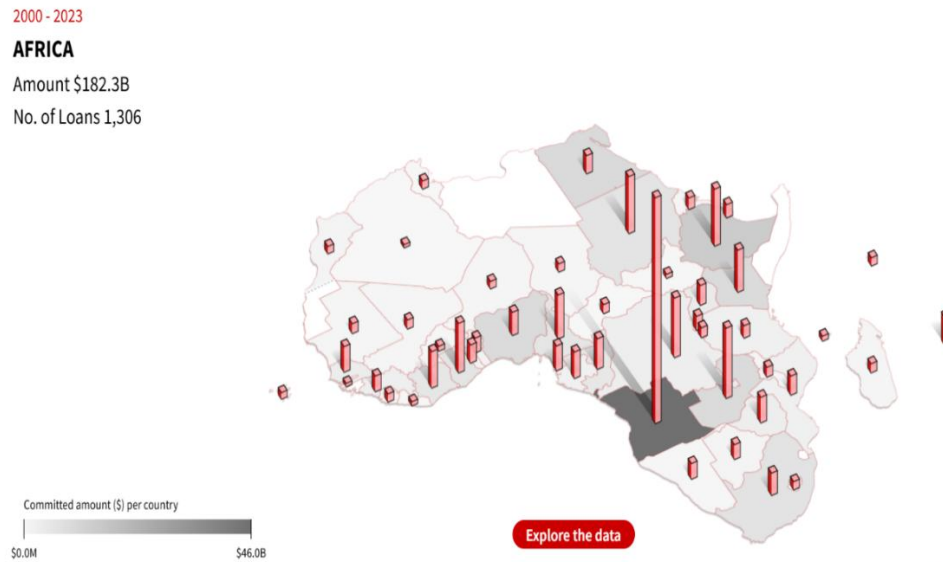 2000 - 2023
AFRICA
Amount $182.3B
No. of Loans 1,306
Committed amount ($) per country
$0.0M
$46.0B
Explore the data